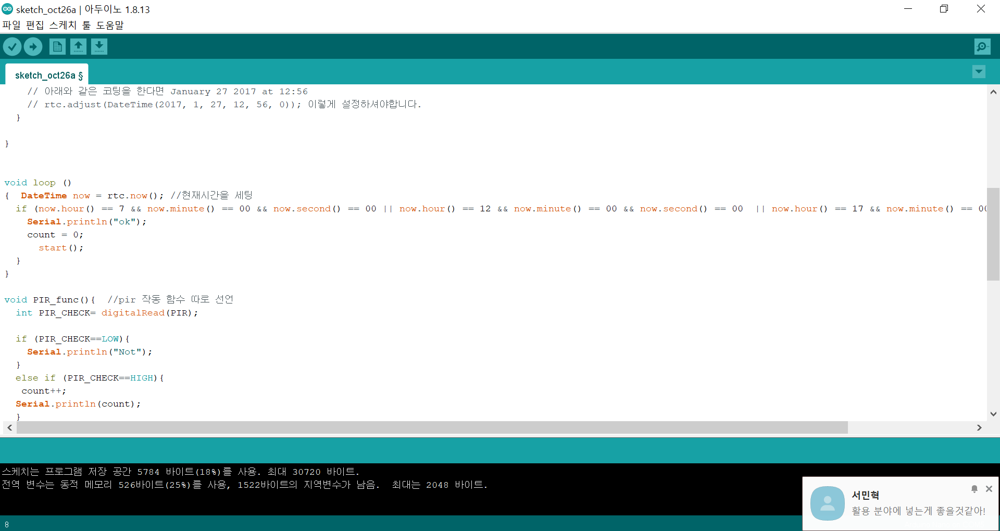 sketch_oct26a | 아두이노 1.8.13
파일 편집 스케치 툴 도움말
sketch_oct26a §
// 아래와 같은 코팅을 한다면 January 27 2017 at 12:56
// rtc.adjust(DateTime(2017, 1, 27, 12, 56, 0)); 이렇게 설정하셔야합니다.
}
}
void loop ()
{  DateTime now = rtc.now(); //현재시간을 세팅
if (now.hour() == 7 && now.minute() == 00 && now.second() == 00 || now.hour() == 12 && now.minute() == 00 && now.second() == 00  || now.hour() == 17 && now.minute() == 00
Serial.println("ok");
count = 0;
start();
}
}
void PIR_func(){  //pir 작동 함수 따로 선언
int PIR_CHECK= digitalRead(PIR);
if (PIR_CHECK==LOW){
Serial.println("Not");
}
else if (PIR_CHECK==HIGH){
count++;
Serial.println(count);
}
스케치는 프로그램 저장 공간 5784 바이트(18%)를 사용. 최대 30720 바이트.
전역 변수는 동적 메모리 526바이트(25%)를 사용, 1522바이트의 지역변수가 남음.  최대는 2048 바이트.
서민혁
활용 분야에 넣는게 좋을것같아!
8